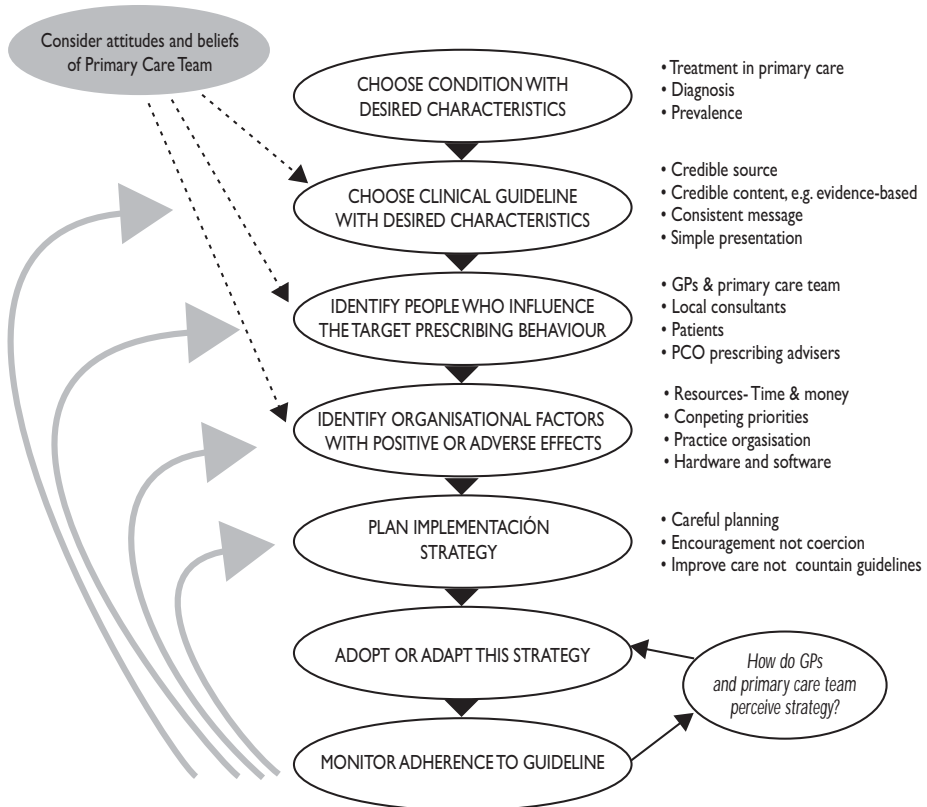 Consider attitudes and beliefs
of Primary Care Team
CHOOSE CONDITION WITH
DESIRED CHARACTERISTICS
• Treatment in primary care
• Diagnosis
• Prevalence
CHOOSE CLINICAL GUIDELINE
WITH DESIRED CHARACTERISTICS
• Credible source
• Credible content, e.g. evidence-based
• Consistent message
• Simple presentation
IDENTIFY PEOPLE WHO INFLUENCE
THE TARGET PRESCRIBING BEHAVIOUR
• GPs & primary care team
• Local consultants
• Patients
• PCO prescribing advisers
IDENTIFY ORGANISATIONAL FACTORS
WITH POSITIVE OR ADVERSE EFFECTS
• Resources- Time & money
• Competing priorities
• Practice orgasisation
• Hardware and software
PLAN IMPLEMENTACIÓN
STRATEGY
• Careful planning
• Encouragement not coercion
• Improve care not countain guidelines
ADOPT OR ADAPT THIS STRATEGY
How do GPs
and primary care team
perceive strategy?
MONITOR ADHERENCE TO GUIDELINE